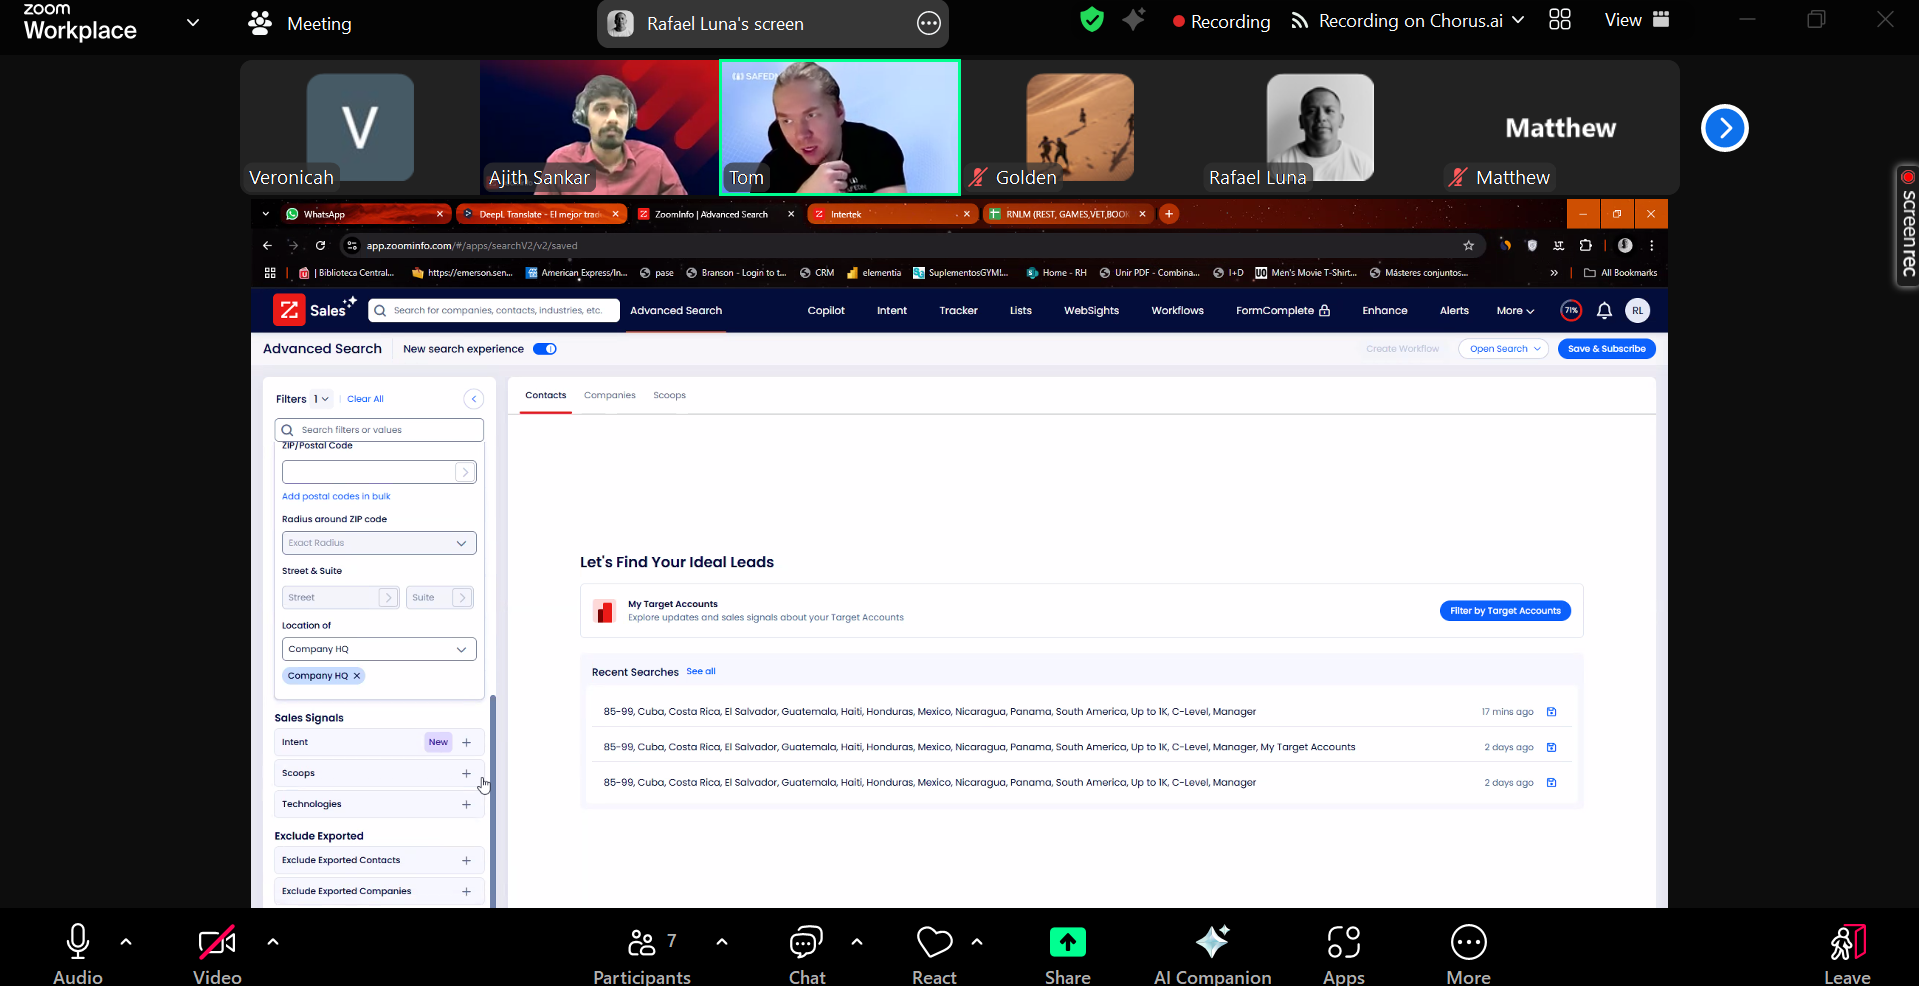 zoom
Workplace
Meeting
Rafael Luna's screen
Recording
Recording on Chorus.ai
View
V
Veronicah
Ajith Sankar
Tom
Golden
Rafael Luna
Matthew
Matthew
screenrec
WhatsApp
DeepL Translate - El mejor trad
ZoomInfo | Advanced Search
Intertek
RNLM (REST, GAMES,VET,BOOK
app.zoominfo.com/#/apps/searchV2/v2/saved
| Biblioteca Central...
https://emerson.sen...
American Express/In...
pase
Branson - Login to t...
CRM
elementia
SuplementosGYM!...
Home - RH
Unir PDF - Combina...
I+D
Men's Movie T-Shirt...
Másteres conjuntos...
All Bookmarks
Sales
Search for companies, contacts, industries, etc.
Advanced Search
Copilot
Intent
Tracker
Lists
WebSights
Workflows
FormComplete
Enhance
Alerts
More
71%
RL
Advanced Search
New search experience
Create Workflow
Open Search
Save & Subscribe
Filters 1
Clear All
Search filters or values
ZIP/Postal Code
Add postal codes in bulk
Radius around ZIP code
Exact Radius
Street & Suite
Street
Suite
Location of
Company HQ
Company HQ
Sales Signals
Intent
New
Scoops
Technologies
Exclude Exported
Exclude Exported Contacts
Exclude Exported Companies
Contacts
Companies
Scoops
Let's Find Your Ideal Leads
My Target Accounts
Explore updates and sales signals about your Target Accounts
Filter by Target Accounts
Recent Searches See all
85-99, Cuba, Costa Rica, El Salvador, Guatemala, Haiti, Honduras, Mexico, Nicaragua, Panama, South America, Up to 1K, C-Level, Manager
17 mins ago
85-99, Cuba, Costa Rica, El Salvador, Guatemala, Haiti, Honduras, Mexico, Nicaragua, Panama, South America, Up to 1K, C-Level, Manager, My Target Accounts
2 days ago
85-99, Cuba, Costa Rica, El Salvador, Guatemala, Haiti, Honduras, Mexico, Nicaragua, Panama, South America, Up to 1K, C-Level, Manager
2 days ago
Audio
Video
7
Participants
Chat
React
Share
AI Companion
Apps
More
Leave